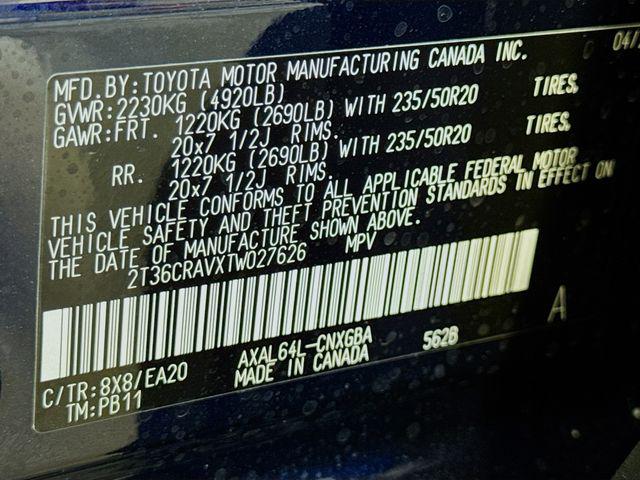 04/
MFD. BY: TOYOTA MOTOR MANUFACTURING CANADA INC.
GVWR: 2230KG (4920LB)
GAWR: FRT. 1220KG (2690LB) WITH 235/50R20 TIRES,
20x7 1/2J RIMS.
RR. 1220KG (2690LB) WITH 235/50R20 TIRES,
20x7 1/2J RIMS.
THIS VEHICLE CONFORMS TO ALL APPLICABLE FEDERAL MOTOR
VEHICLE SAFETY AND THEFT PREVENTION STANDARDS IN EFFECT ON
THE DATE OF MANUFACTURE SHOWN ABOVE.
2T36CRAVXTW027626 MPV
A
C/TR: 8X8/EA20 AXAL64L-CNXGBA 562B
TM: PB11 MADE IN CANADA